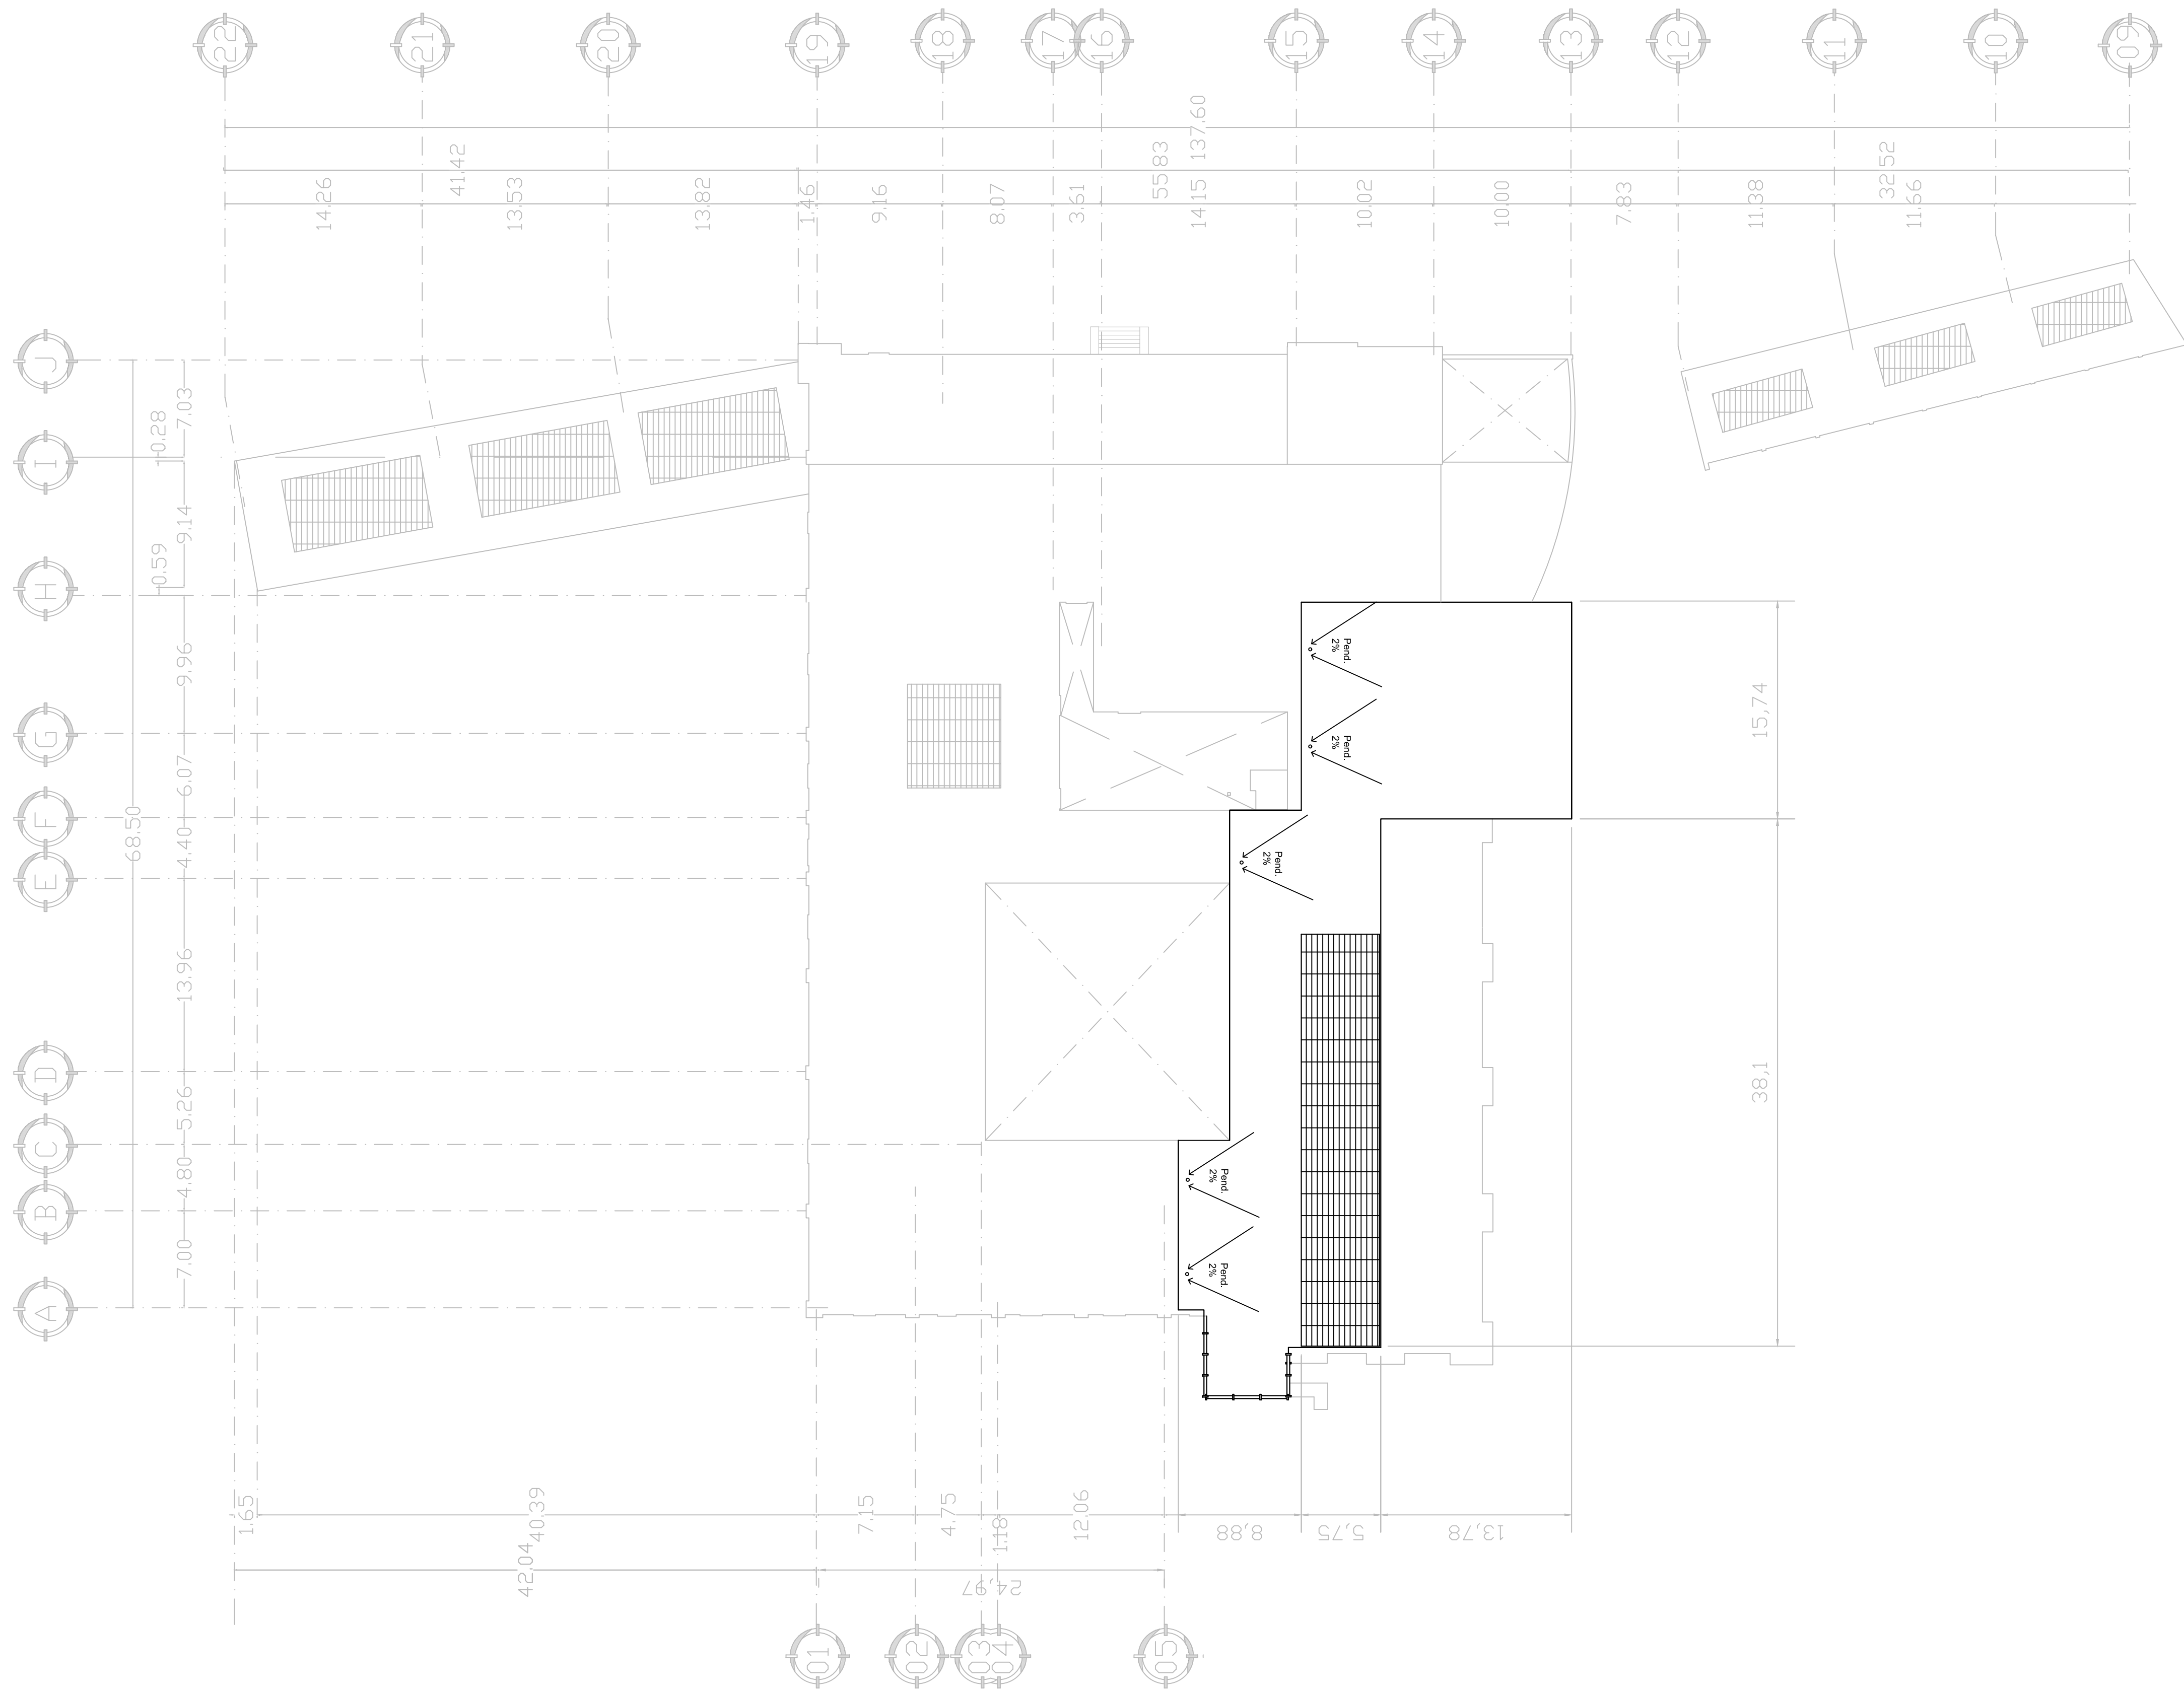 22 21 20 19 18 17 16 15 14 13 12 11 10 09
137.60
41.42 55.83 32.52
14.26 13.53 13.82 1.46 9.16 8.07 3.61 14.15 10.02 10.00 7.83 11.38 11.66
J
I
H
G
F
E
D
C
B
A
7.03
0.28
9.14
0.59
9.96
6.07
68.50
4.40
13.96
5.26
4.80
7.00
Pend.
2%
Pend.
2%
Pend.
2%
Pend.
2%
Pend.
2%
15,74
38,1
1.65 40.39 7.15 4.75 1.18 12.06 8,88 5,75 13,78
42.04 24,97
01 02 03 04 05